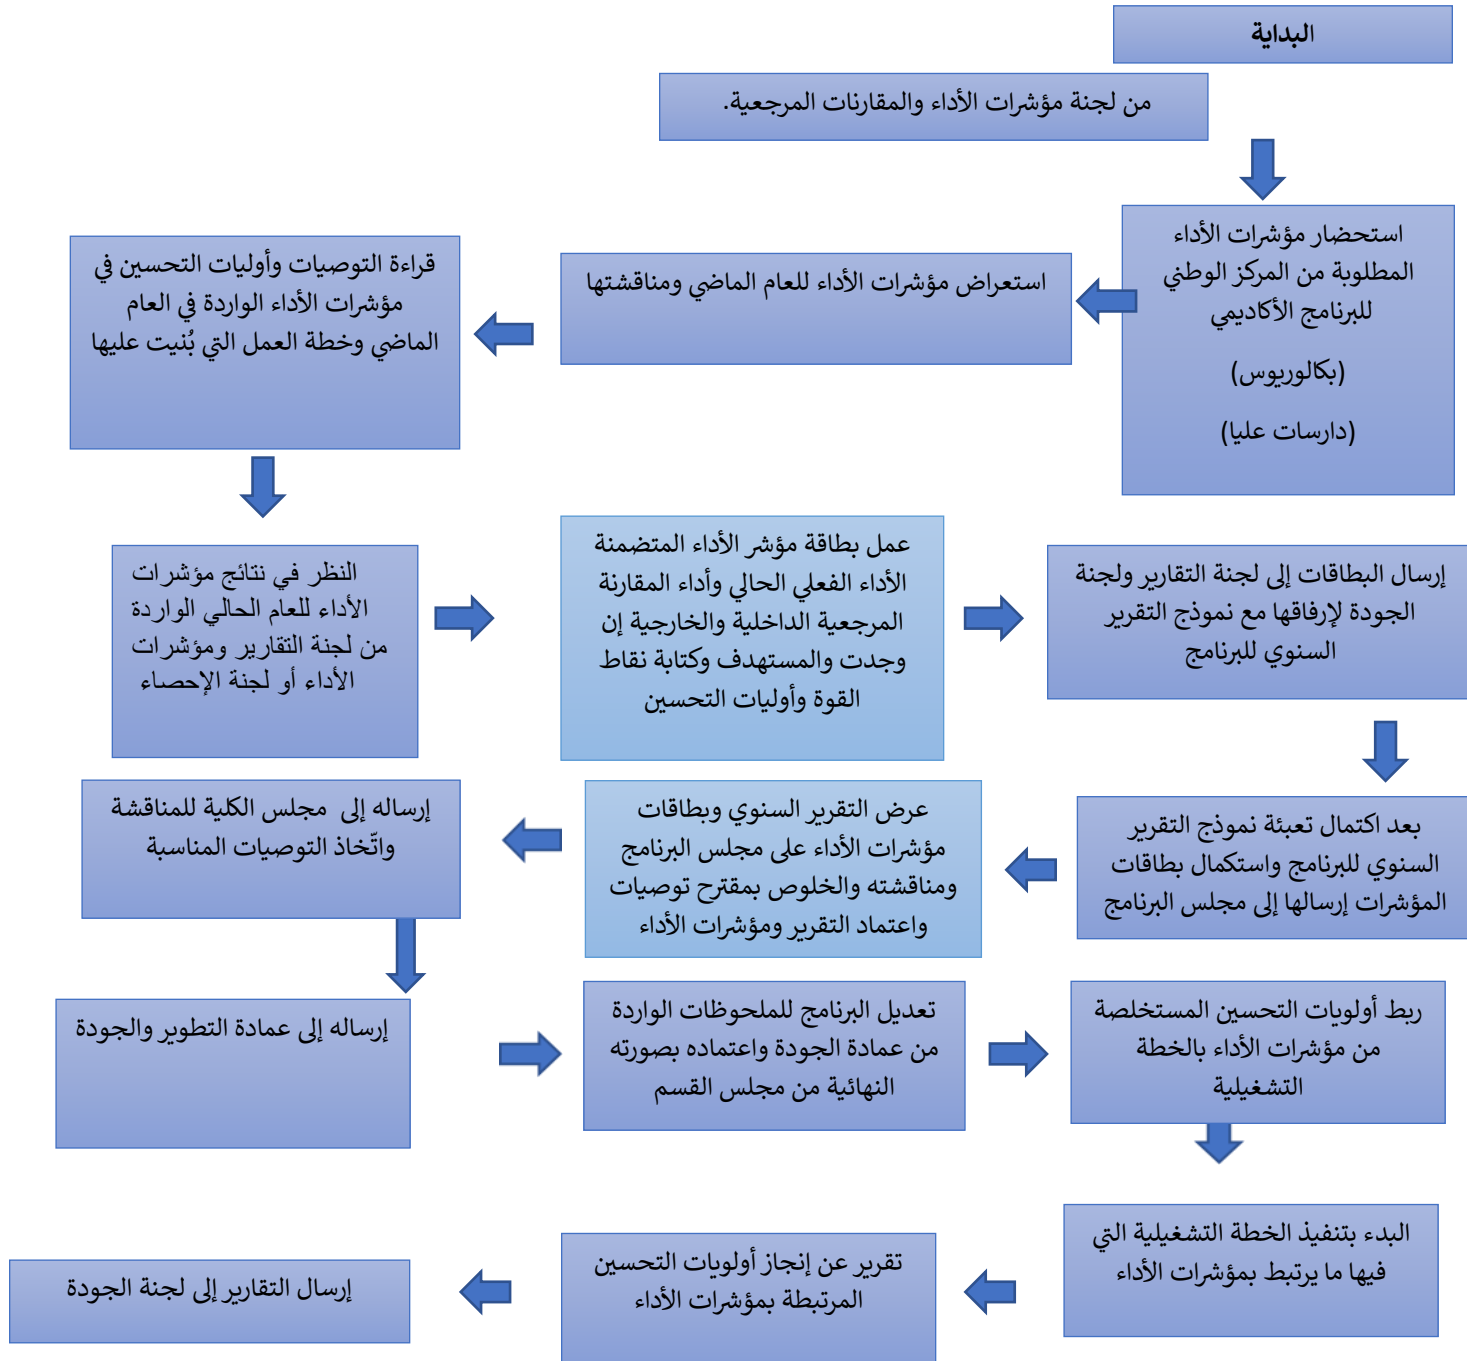 البداية
من لجنة مؤشرات الأداء والمقارنات المرجعية.
استحضار مؤشرات الأداء
المطلوبة من المركز الوطني
للبرنامج الأكاديمي
(بكالوريوس)
(دارسات عليا)
استعراض مؤشرات الأداء للعام الماضي ومناقشتها
قراءة التوصيات وأوليات التحسين في
مؤشرات الأداء الواردة في العام
الماضي وخطة العمل التي بُنيت عليها
النظر في نتائج مؤشرات
الأداء للعام الحالي الواردة
من لجنة التقارير ومؤشرات
الأداء أو لجنة الإحصاء
عمل بطاقة مؤشر الأداء المتضمنة
الأداء الفعلي الحالي وأداء المقارنة
المرجعية الداخلية والخارجية إن
وجدت والمستهدف وكتابة نقاط
القوة وأوليات التحسين
إرسال البطاقات إلى لجنة التقارير ولجنة
الجودة لإرفاقها مع نموذج التقرير
السنوي للبرنامج
بعد اكتمال تعبئة نموذج التقرير
السنوي للبرنامج واستكمال بطاقات
المؤشرات إرسالها إلى مجلس البرنامج
عرض التقرير السنوي وبطاقات
مؤشرات الأداء على مجلس البرنامج
ومناقشته والخلوص بمقترح توصيات
واعتماد التقرير ومؤشرات الأداء
إرساله إلى مجلس الكلية للمناقشة
واتّخاذ التوصيات المناسبة
إرساله إلى عمادة التطوير والجودة
تعديل البرنامج للملحوظات الواردة
من عمادة الجودة واعتماده بصورته
النهائية من مجلس القسم
ربط أولويات التحسين المستخلصة
من مؤشرات الأداء بالخطة
التشغيلية
البدء بتنفيذ الخطة التشغيلية التي
فيها ما يرتبط بمؤشرات الأداء
تقرير عن إنجاز أولويات التحسين
المرتبطة بمؤشرات الأداء
إرسال التقارير إلى لجنة الجودة